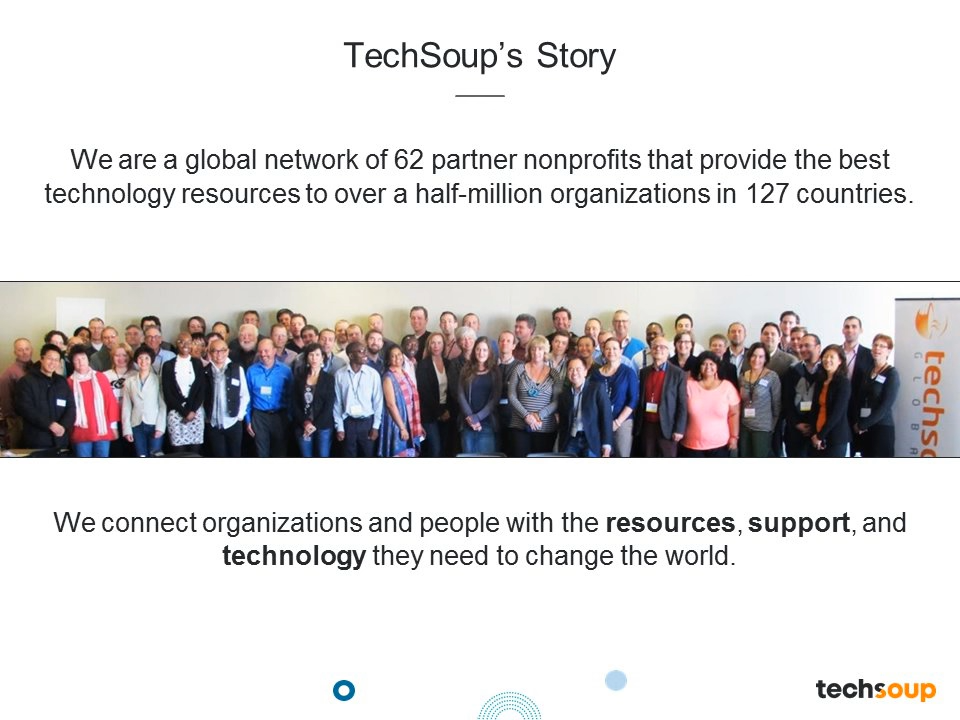 TechSoup’s Story
We are a global network of 62 partner nonprofits that provide the best
technology resources to over a half-million organizations in 127 countries.
techso
GLOBA
We connect organizations and people with the resources, support, and
technology they need to change the world.
techsoup